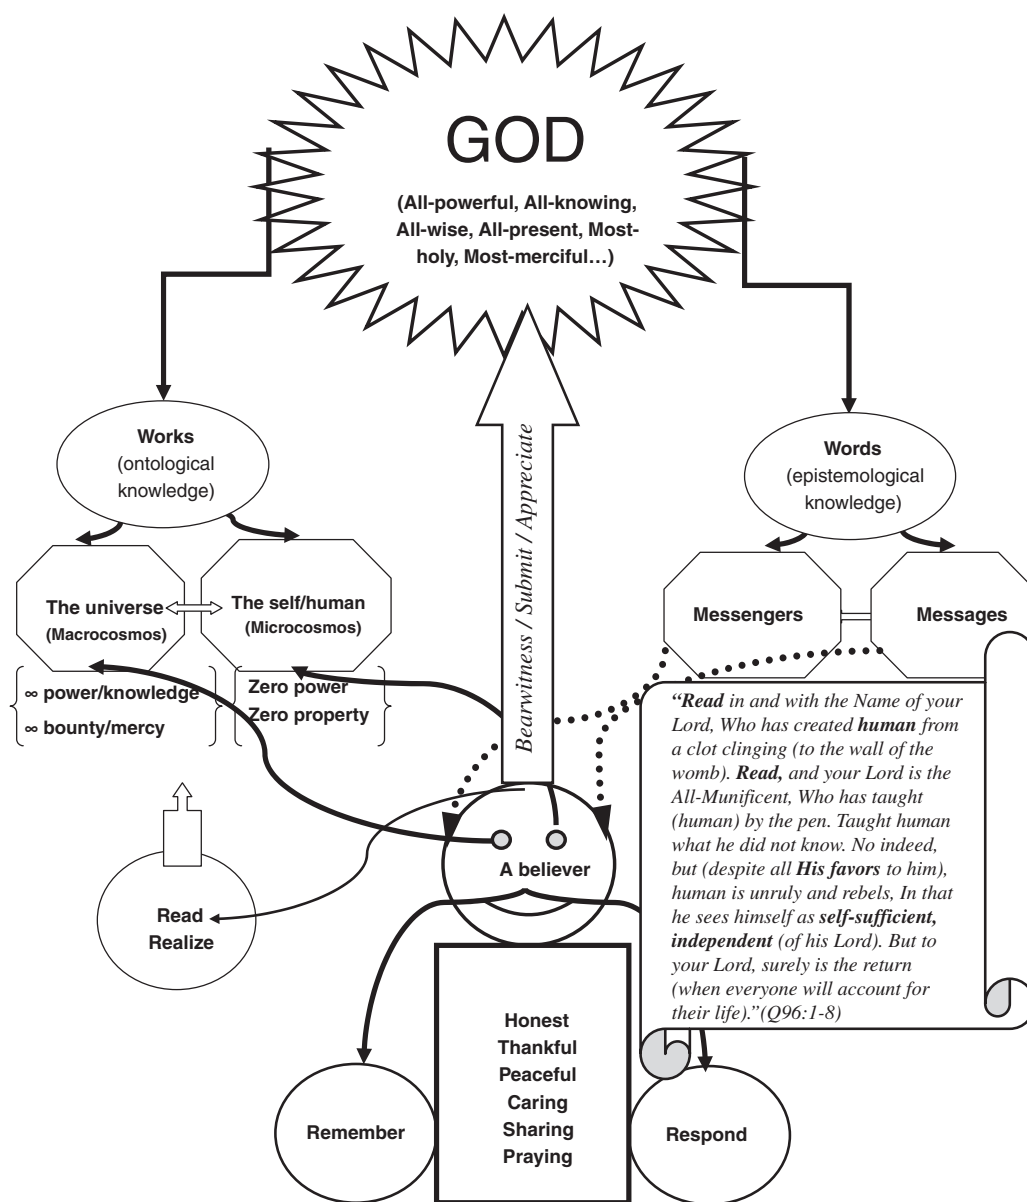 GOD
(All-powerful, All-knowing,
All-wise, All-present, Most-
holy, Most-merciful…)
Works
(ontological
knowledge)
Words
(epistemological
knowledge)
Bearwitness / Submit / Appreciate
The universe
(Macrocosmos)
The self/human
(Microcosmos)
Messengers
Messages
∞ power/knowledge
∞ bounty/mercy
Zero power
Zero property
“Read in and with the Name of your
Lord, Who has created human from
a clot clinging (to the wall of the
womb). Read, and your Lord is the
All-Munificent, Who has taught
(human) by the pen. Taught human
what he did not know. No indeed,
but (despite all His favors to him),
human is unruly and rebels, In that
he sees himself as self-sufficient,
independent (of his Lord). But to
your Lord, surely is the return
(when everyone will account for
their life).”(Q96:1-8)
A believer
Read
Realize
Honest
Thankful
Peaceful
Caring
Sharing
Praying
Remember
Respond